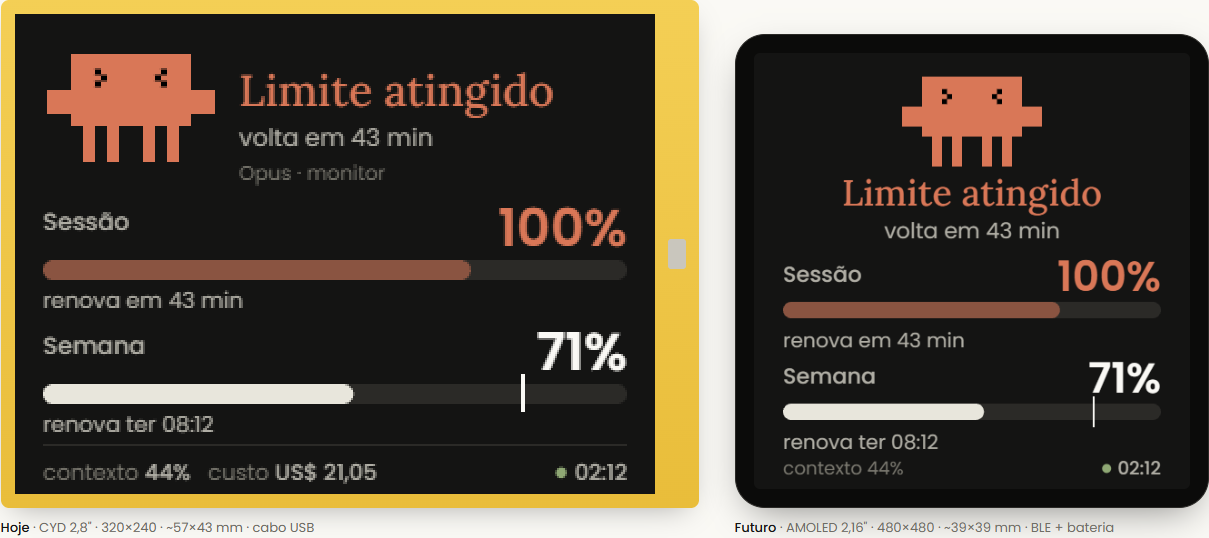 Limite atingido
volta em 43 min
Opus · monitor
Sessão 100%
renova em 43 min
Semana 71%
renova ter 08:12
contexto 44% custo US$ 21,05 02:12
Hoje · CYD 2,8" · 320×240 · ~57×43 mm · cabo USB
Limite atingido
volta em 43 min
Sessão 100%
renova em 43 min
Semana 71%
renova ter 08:12
contexto 44% 02:12
Futuro · AMOLED 2,16" · 480×480 · ~39×39 mm · BLE + bateria